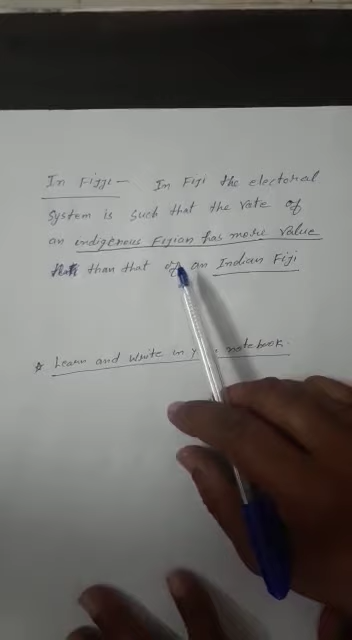 In Fijji - In Fiji the electoral
System is such that the vote of
an indigenous Fijian has more value
than that of an Indian Fiji
* Learn and write in notebook.